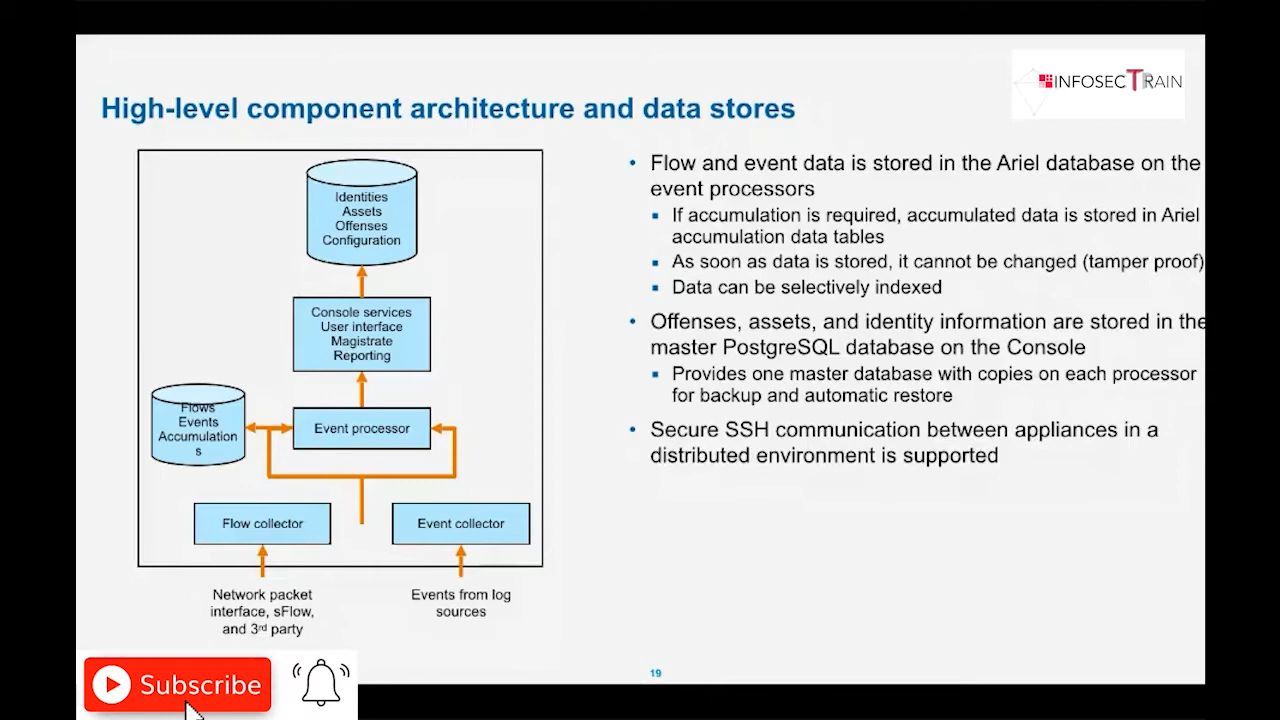 INFOSECTRAIN
High-level component architecture and data stores
Identities
Assets
Offenses
Configuration
Console services
User interface
Magistrate
Reporting
Flows
Events
Accumulation
s
Event processor
Flow collector
Event collector
Network packet
interface, sFlow,
and 3rd party
Events from log
sources
• Flow and event data is stored in the Ariel database on the
event processors
▪ If accumulation is required, accumulated data is stored in Ariel
accumulation data tables
▪ As soon as data is stored, it cannot be changed (tamper proof)
▪ Data can be selectively indexed
• Offenses, assets, and identity information are stored in the
master PostgreSQL database on the Console
▪ Provides one master database with copies on each processor
for backup and automatic restore
• Secure SSH communication between appliances in a
distributed environment is supported
19
Subscribe